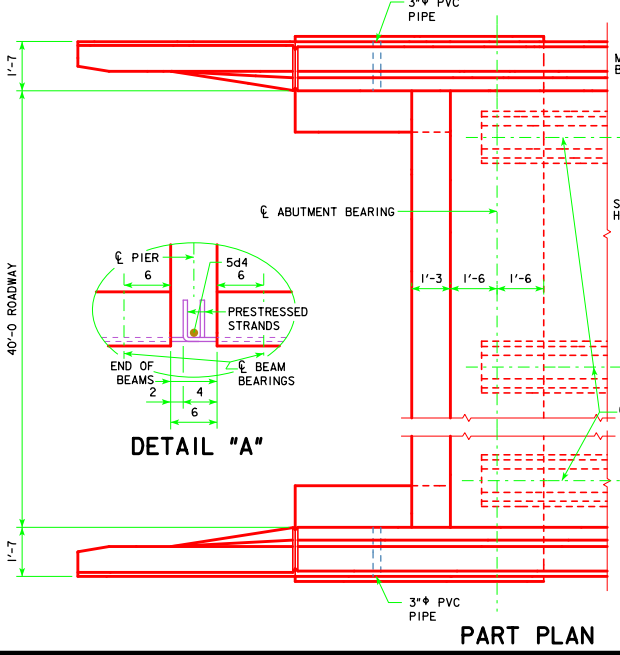 3"ϕ PVC
PIPE
1'-7
M
B
℄ ABUTMENT BEARING
S
H
℄ PIER
5d4
6
6
1'-3
1'-6
1'-6
PRESTRESSED
STRANDS
40'-0 ROADWAY
END OF
BEAMS
℄ BEAM
BEARINGS
2
4
6
DETAIL "A"
1'-7
3"ϕ PVC
PIPE
PART PLAN